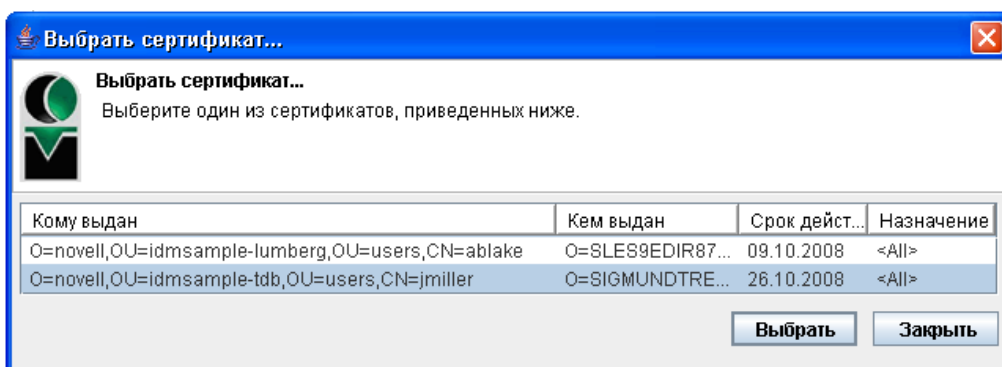 Выбрать сертификат...
Выбрать сертификат...
Выберите один из сертификатов, приведенных ниже.
Кому выдан Кем выдан Срок дейст... Назначение
O=novell,OU=idmsample-lumberg,OU=users,CN=ablake O=SLES9EDIR87... 09.10.2008 <All>
O=novell,OU=idmsample-tdb,OU=users,CN=jmiller O=SIGMUNDTRE... 26.10.2008 <All>
Выбрать Закрыть